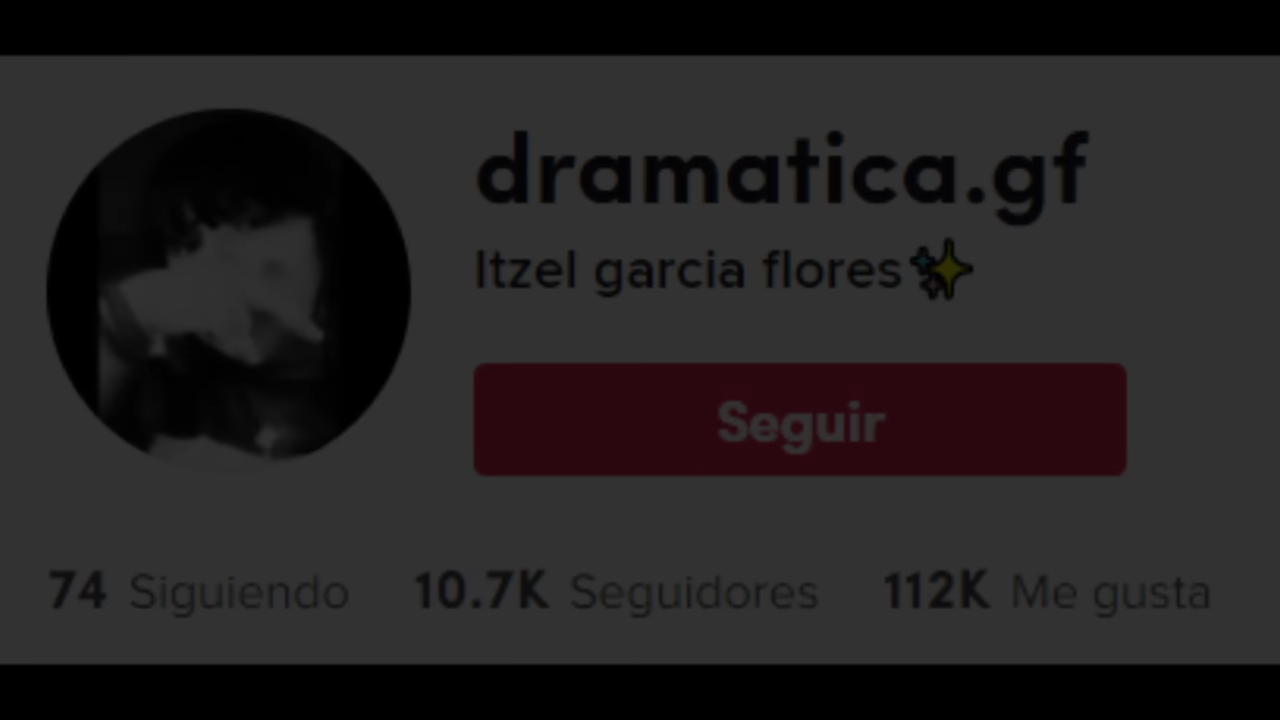 dramatica.gf
Itzel garcia flores✨
Seguir
74 Siguiendo 10.7K Seguidores 112K Me gusta